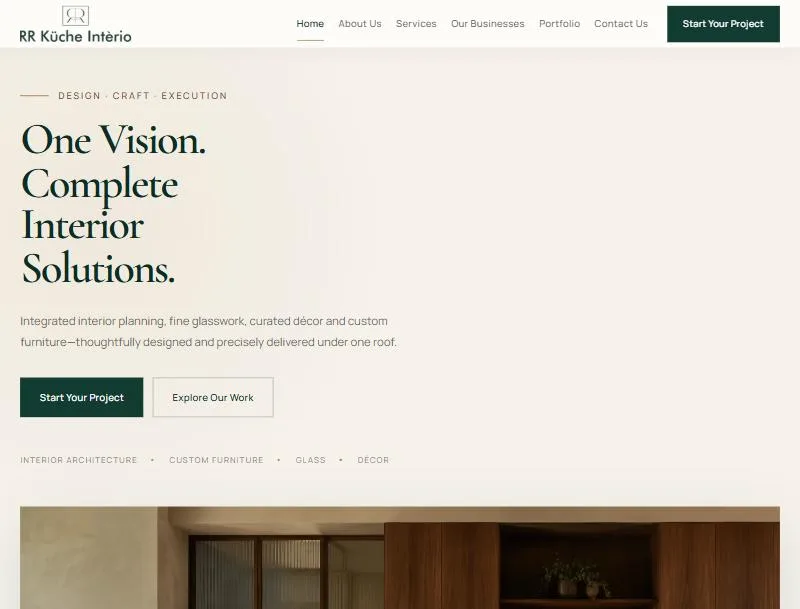 RR Küche Intèrio
Home About Us Services Our Businesses Portfolio Contact Us Start Your Project
DESIGN · CRAFT · EXECUTION
One Vision.
Complete
Interior
Solutions.
Integrated interior planning, fine glasswork, curated décor and custom
furniture—thoughtfully designed and precisely delivered under one roof.
Start Your Project Explore Our Work
INTERIOR ARCHITECTURE • CUSTOM FURNITURE • GLASS • DÉCOR